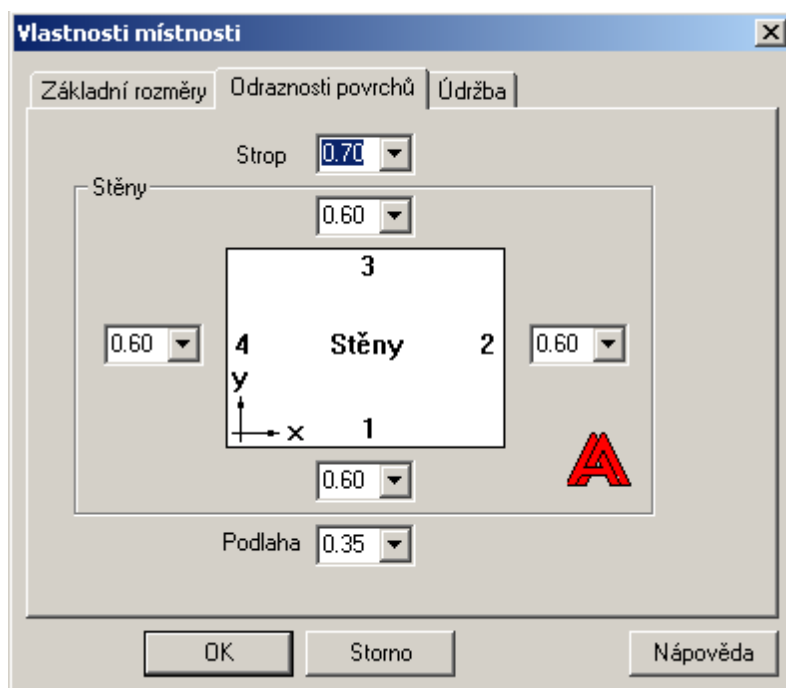 Vlastnosti místnosti
Základní rozměry Odraznosti povrchů Údržba
Strop 0.70
Stěny
0.60
3
0.60 4 Stěny 2 0.60
y
x 1
0.60
Podlaha 0.35
OK Storno Nápověda